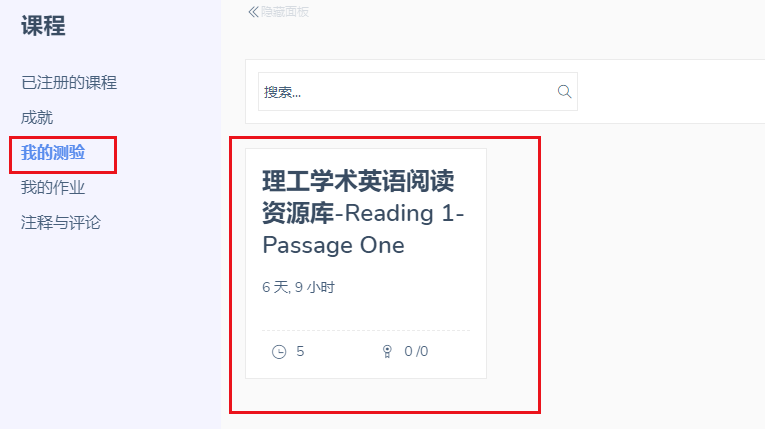 课程
已注册的课程
成就
我的测验
我的作业
注释与评论
隐藏面板
搜索...
理工学术英语阅读
资源库-Reading 1-
Passage One
6 天, 9 小时
5
0 /0